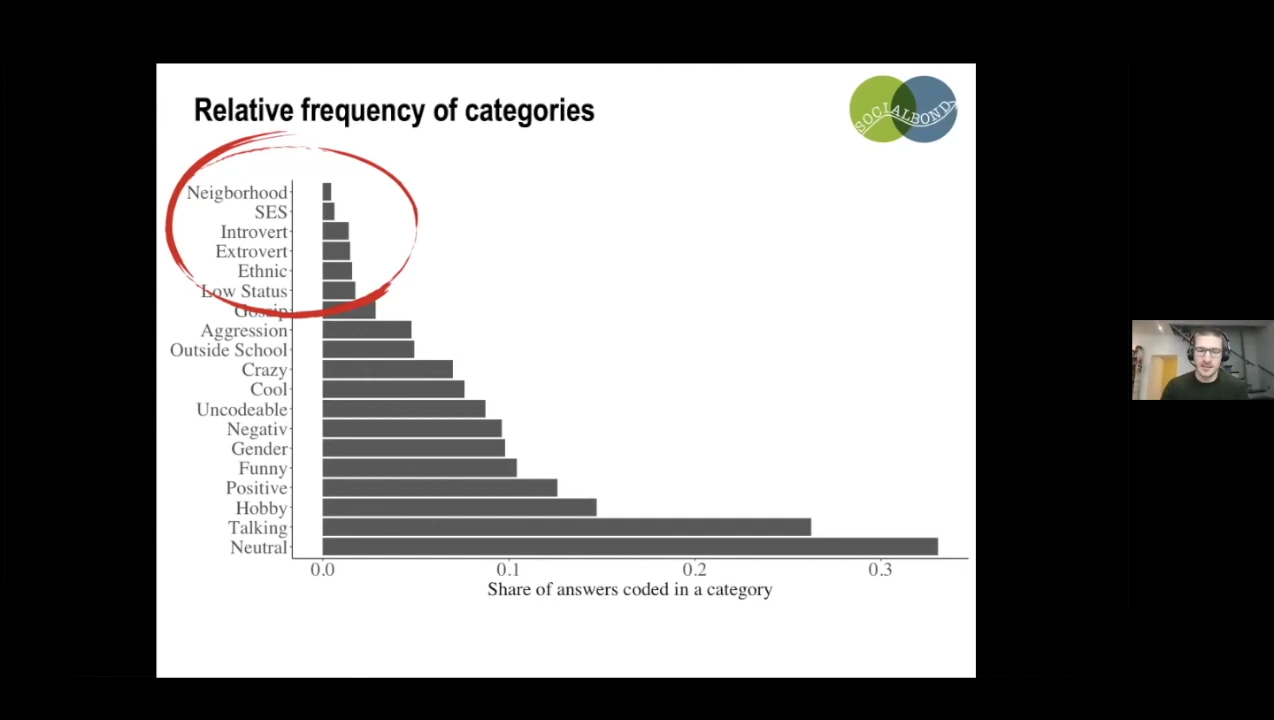 Relative frequency of categories
SOCIALBOND
Neigborhood
SES
Introvert
Extrovert
Ethnic
Low Status
Gossip
Aggression
Outside School
Crazy
Cool
Uncodeable
Negativ
Gender
Funny
Positive
Hobby
Talking
Neutral
0.0 0.1 0.2 0.3
Share of answers coded in a category